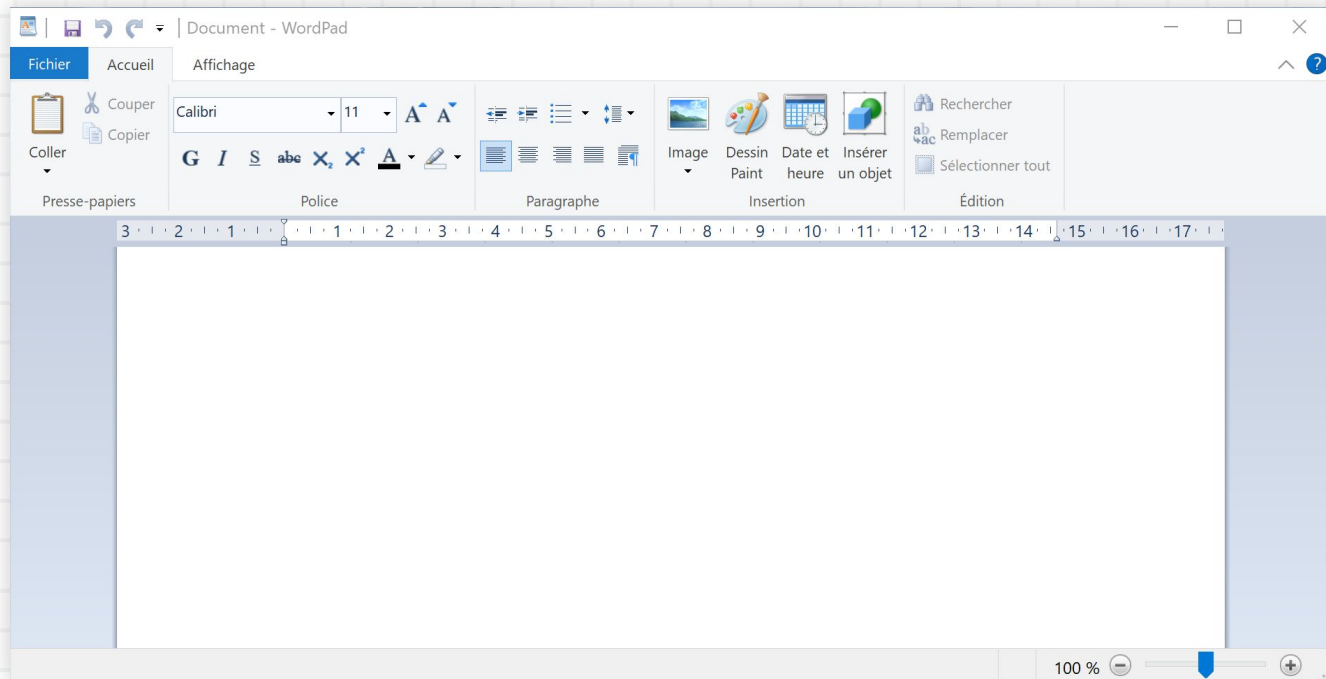 Document - WordPad
Fichier Accueil Affichage ?
Coller
Couper
Copier
Presse-papiers
Calibri 11 A A
G I S abc X₂ X² A
Police
Paragraphe
Image
Dessin Paint
Date et heure
Insérer un objet
Insertion
Rechercher
Remplacer
Sélectionner tout
Édition
3 2 1 1 2 3 4 5 6 7 8 9 10 11 12 13 14 15 16 17
100 %